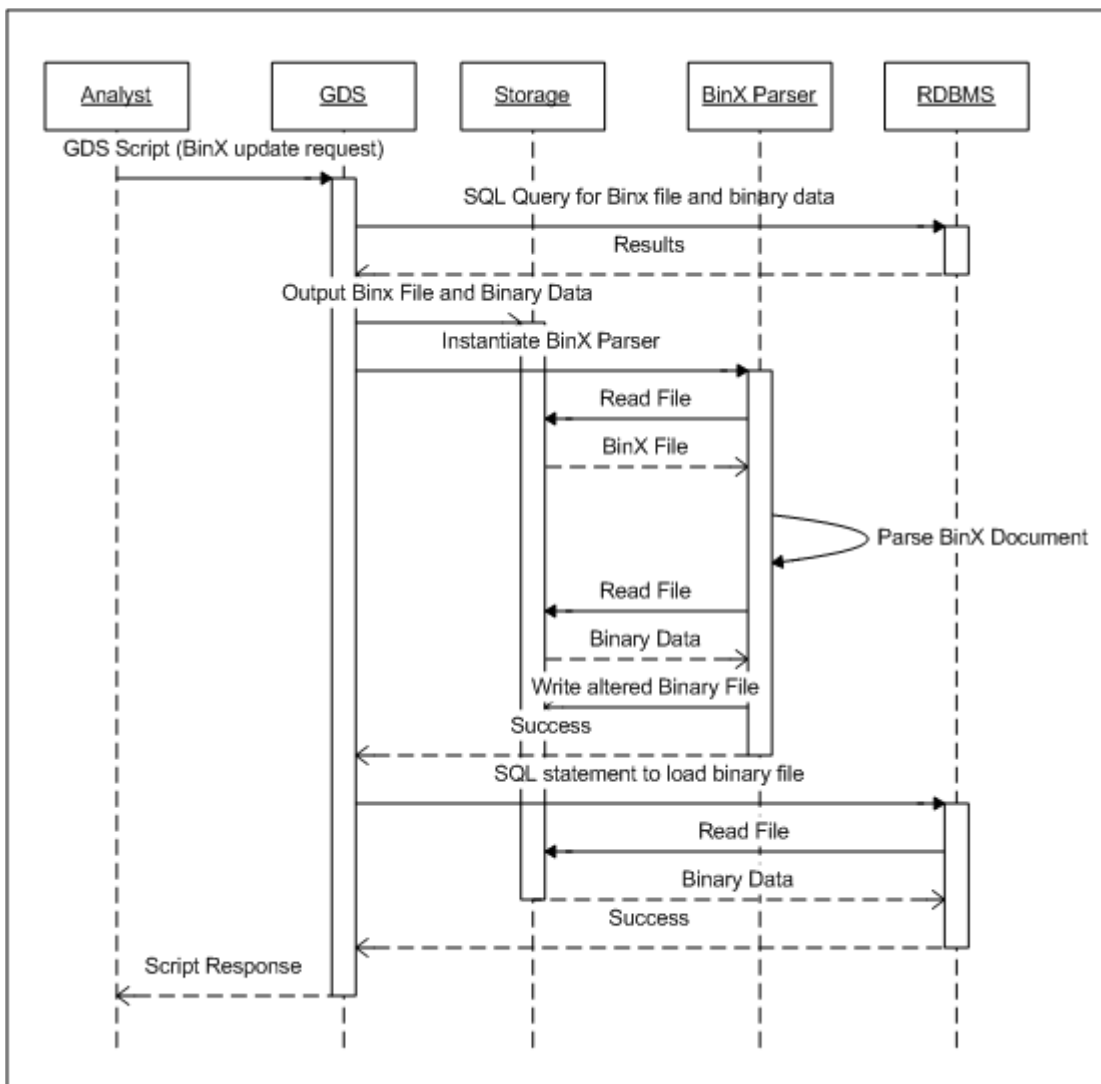 Analyst
GDS
Storage
BinX Parser
RDBMS
GDS Script (BinX update request)
SQL Query for Binx file and binary data
Results
Output Binx File and Binary Data
Instantiate BinX Parser
Read File
BinX File
Parse BinX Document
Read File
Binary Data
Write altered Binary File
Success
SQL statement to load binary file
Read File
Binary Data
Success
Script Response